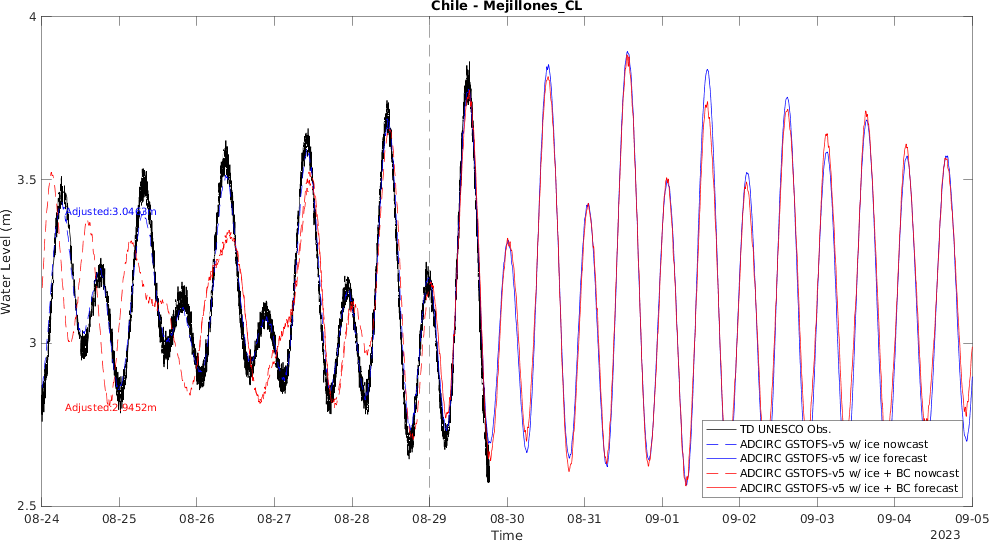 Chile - Mejillones_CL
4
3.5
3
2.5
Water Level (m)
Adjusted:3.0463m
Adjusted:2.9452m
TD UNESCO Obs.
ADCIRC GSTOFS-v5 w/ ice nowcast
ADCIRC GSTOFS-v5 w/ ice forecast
ADCIRC GSTOFS-v5 w/ ice + BC nowcast
ADCIRC GSTOFS-v5 w/ ice + BC forecast
08-24 08-25 08-26 08-27 08-28 08-29 08-30 08-31 09-01 09-02 09-03 09-04 09-05
Time
2023